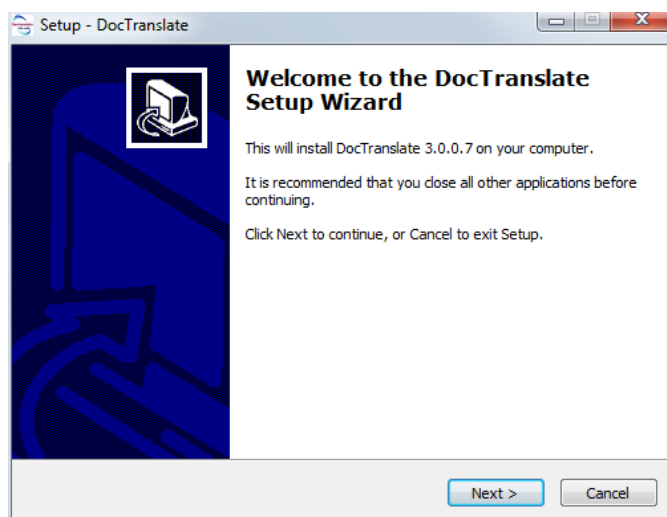 Setup - DocTranslate
Welcome to the DocTranslate
Setup Wizard
This will install DocTranslate 3.0.0.7 on your computer.
It is recommended that you close all other applications before
continuing.
Click Next to continue, or Cancel to exit Setup.
Next >
Cancel